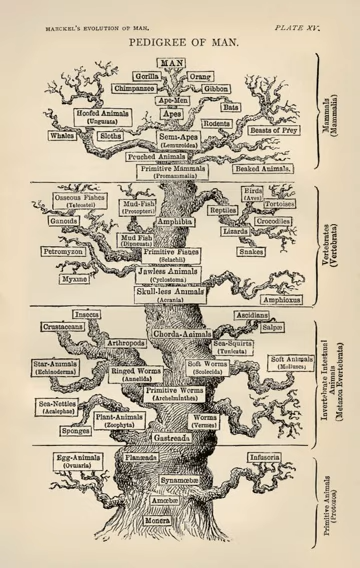 HAECKEL'S EVOLUTION OF MAN.
PLATE XV.
PEDIGREE OF MAN.
MAN
Gorilla
Orang
Chimpanzee
Gibbon
Ape-Men
Apes
Bats
Hoofed Animals
(Ungulata)
Rodents
Whales
Sloths
Semi-Apes
(Lemuroidea)
Beasts of Prey
Pouched Animals
Primitive Mammals
(Promammalia)
Beaked Animals.
Mammals
(Mammalia)
Osseous Fishes
(Teleostei)
Mud-Fish
(Protopteri)
Birds
(Aves)
Tortoises
Reptiles
Ganoids
Amphibia
Crocodiles
Lizards
Mud Fish
(Dipneusta)
Petromyzon
Primitive Fishes
(Selachii)
Snakes
Jawless Animals
(Cyclostoma)
Myxine
Skull-less Animals
(Acrania)
Amphioxus
Vertebrates
(Vertebrata)
Insects
Ascidians
Crustaceans
Salpæ
Chorda-Animals
Arthropods
Sea-Squirts
(Tunicata)
Star-Animals
(Echinoderma)
Ringed Worms
(Annelida)
Soft Worms
(Scolecida)
Soft Animals
(Molluscs)
Primitive Worms
(Archelminthes)
Sea-Nettles
(Acalephae)
Plant-Animals
(Zoophyta)
Worms
(Vermes)
Sponges
Gastreada
Invertebrate Intestinal
Animals
(Metazoa Evertebrata)
Egg-Animals
(Ovularia)
Planæada
Infusoria
Synamœbæ
Amœbæ
Monera
Primitive Animals
(Protozoa)